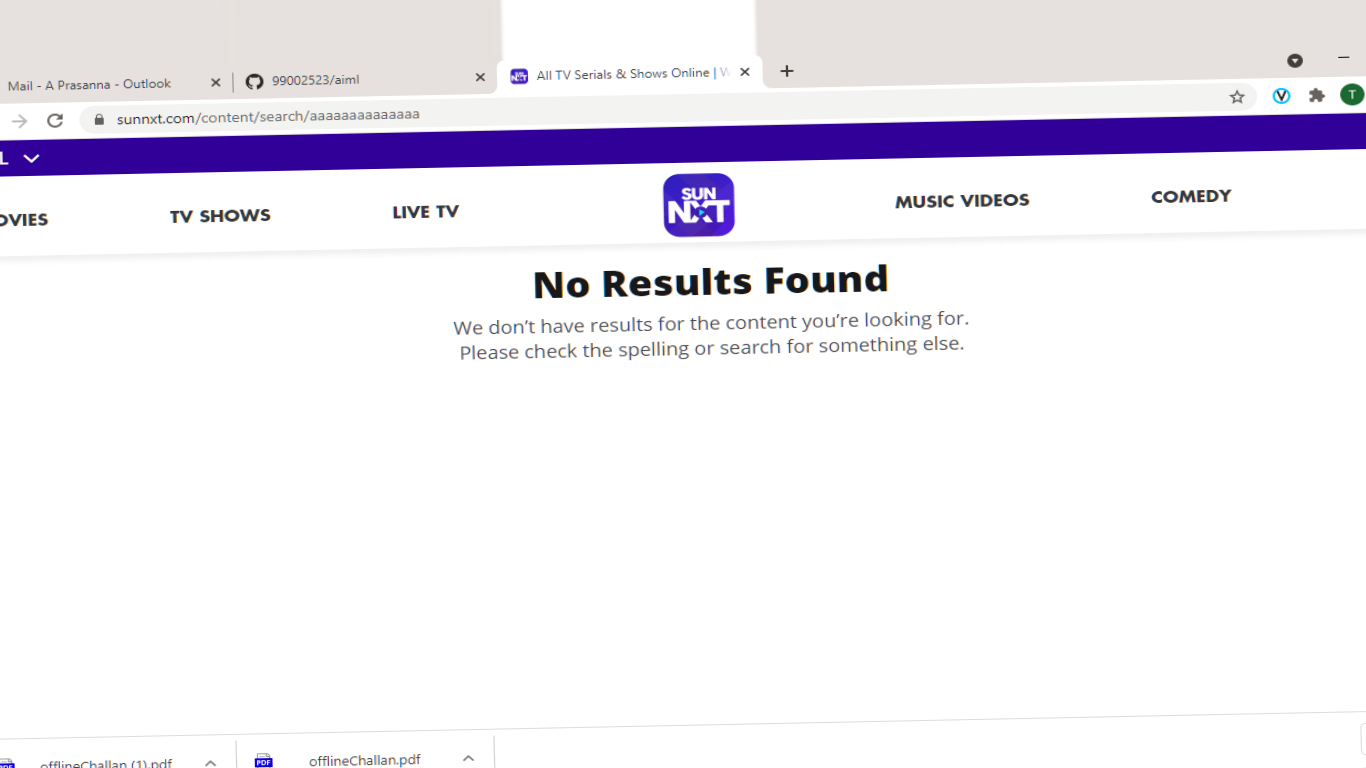 Mail - A Prasanna - Outlook
99002523/aiml
All TV Serials & Shows Online |
T
sunnxt.com/content/search/aaaaaaaaaaaaaa
L
OVIES
TV SHOWS
LIVE TV
SUN
NXT
MUSIC VIDEOS
COMEDY
No Results Found
We don’t have results for the content you’re looking for.
Please check the spelling or search for something else.
offlineChallan (1).pdf
PDF
offlineChallan.pdf